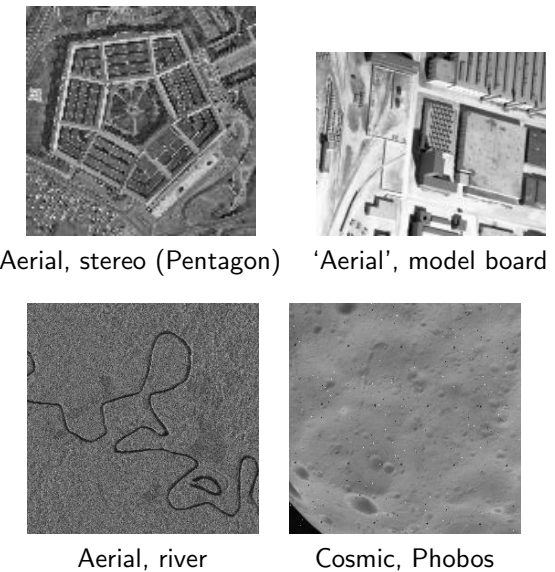 Aerial, stereo (Pentagon)
‘Aerial’, model board
Aerial, river
Cosmic, Phobos